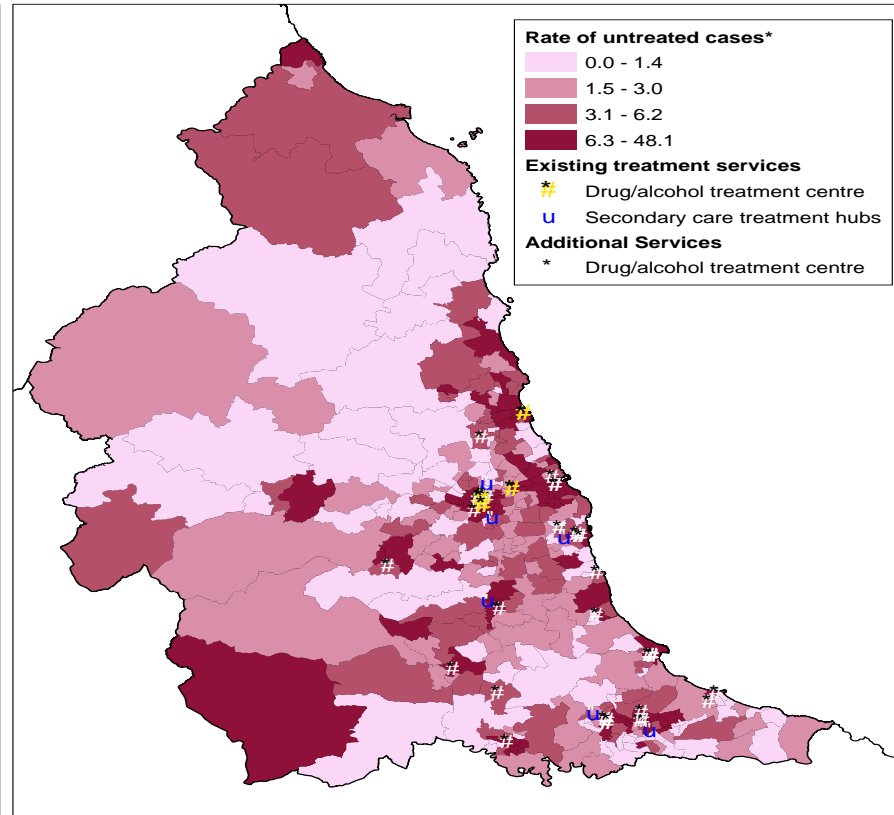 Rate of untreated cases*
0.0 - 1.4
1.5 - 3.0
3.1 - 6.2
6.3 - 48.1
Existing treatment services
*# Drug/alcohol treatment centre
u Secondary care treatment hubs
Additional Services
* Drug/alcohol treatment centre